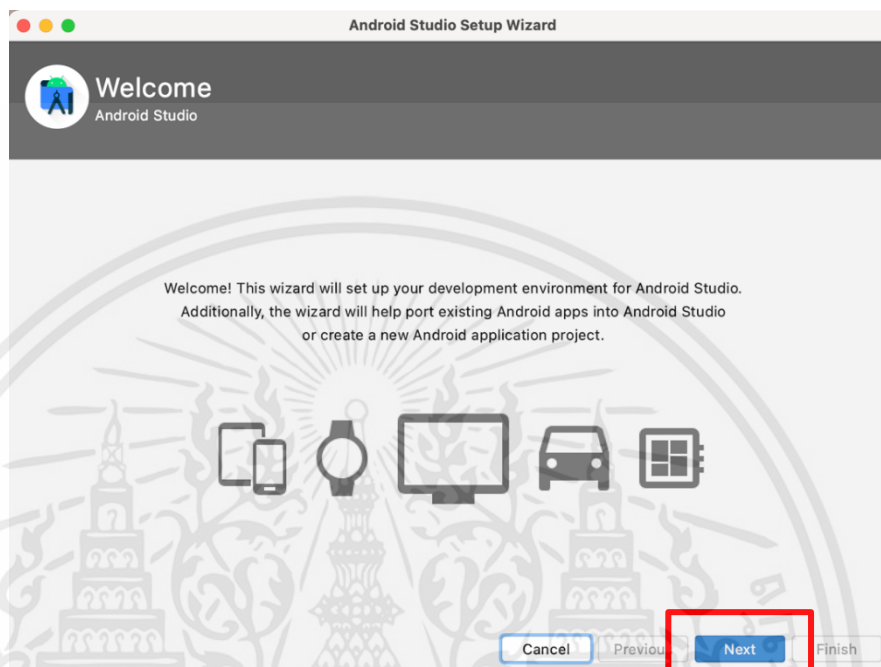 Android Studio Setup Wizard
Welcome
Android Studio
Welcome! This wizard will set up your development environment for Android Studio.
Additionally, the wizard will help port existing Android apps into Android Studio
or create a new Android application project.
Cancel
Previou
Next
Finish